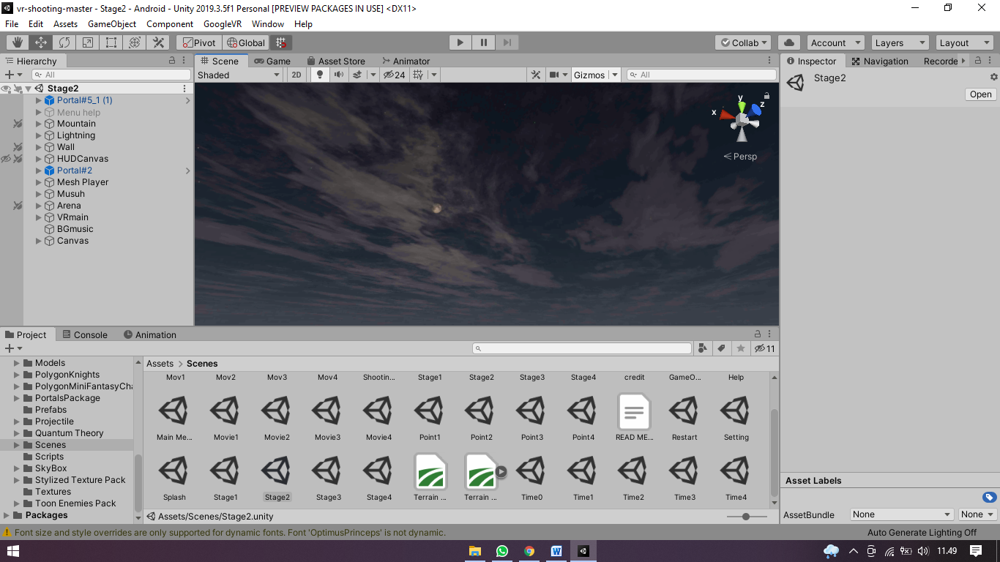 vr-shooting-master - Stage2 - Android - Unity 2019.3.5f1 Personal [PREVIEW PACKAGES IN USE] <DX11>
File Edit Assets GameObject Component GoogleVR Window Help
Pivot Global Collab Account Layers Layout
Hierarchy
All
Stage2
Portal#5_1 (1)
Menu help
Mountain
Lightning
Wall
HUDCanvas
Portal#2
Mesh Player
Musuh
Arena
VRmain
BGmusic
Canvas
Scene Game Asset Store Animator
Shaded 2D 24 Gizmos All
y
x z
Persp
Inspector Navigation Recorde
Stage2
Open
Project Console Animation
11
Models
PolygonKnights
PolygonMiniFantasyCha
PortalsPackage
Prefabs
Projectile
Quantum Theory
Scenes
Scripts
SkyBox
Stylized Texture Pack
Textures
Toon Enemies Pack
Packages
Assets > Scenes
Mov1 Mov2 Mov3 Mov4 Shootin... Stage1 Stage2 Stage3 Stage4 credit GameO... Help
Main Me... Movie1 Movie2 Movie3 Movie4 Point1 Point2 Point3 Point4 READ ME... Restart Setting
Splash Stage1 Stage2 Stage3 Stage4 Terrain ... Terrain ... Time0 Time1 Time2 Time3 Time4
Assets/Scenes/Stage2.unity
Asset Labels
AssetBundle None None
Font size and style overrides are only supported for dynamic fonts. Font 'OptimusPrinceps' is not dynamic.
Auto Generate Lighting Off
11.49